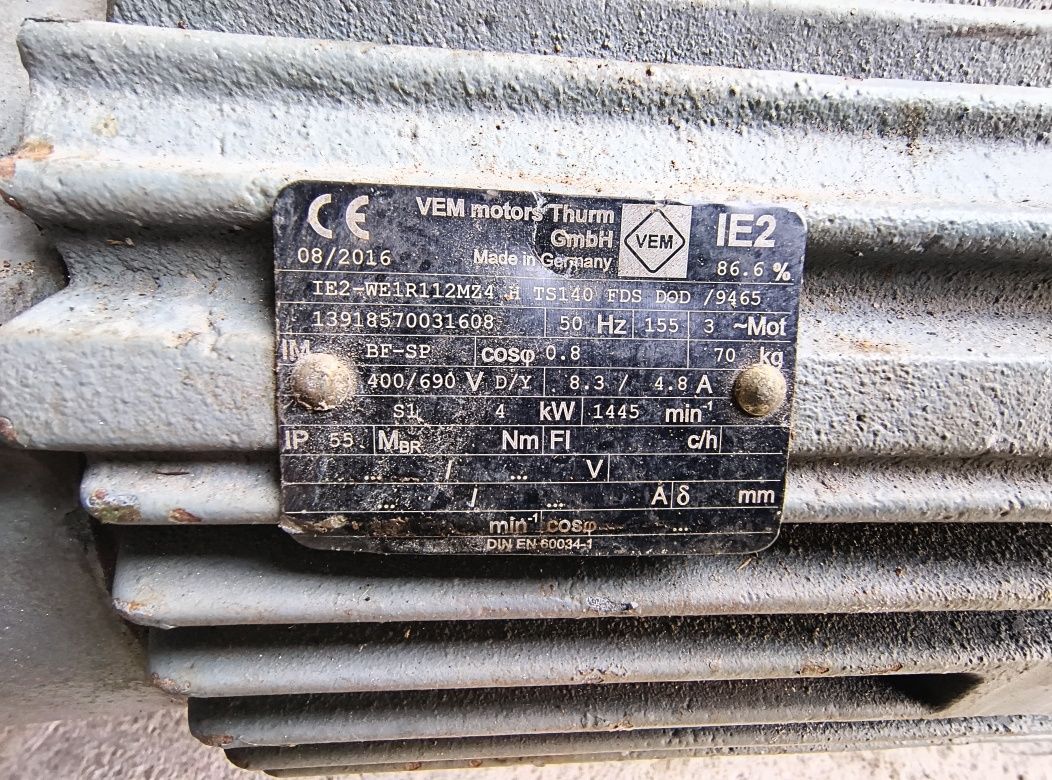 CE VEM motors Thurm VEM IE2
GmbH
08/2016 Made in Germany 86.6 %
IE2-WE1R112MZ4 H TS140 FDS DOD /9465
13918570031608 50 Hz 155 3 ~Mot
IM BF-SP cosφ 0.8 70 kg
400/690 V D/Y 8.3 / 4.8 A
S1 4 kW 1445 min⁻¹
IP 55 MBR Nm FI c/h
... / ... V
... / ... A δ mm
min⁻¹ cosφ ...
DIN EN 60034-1